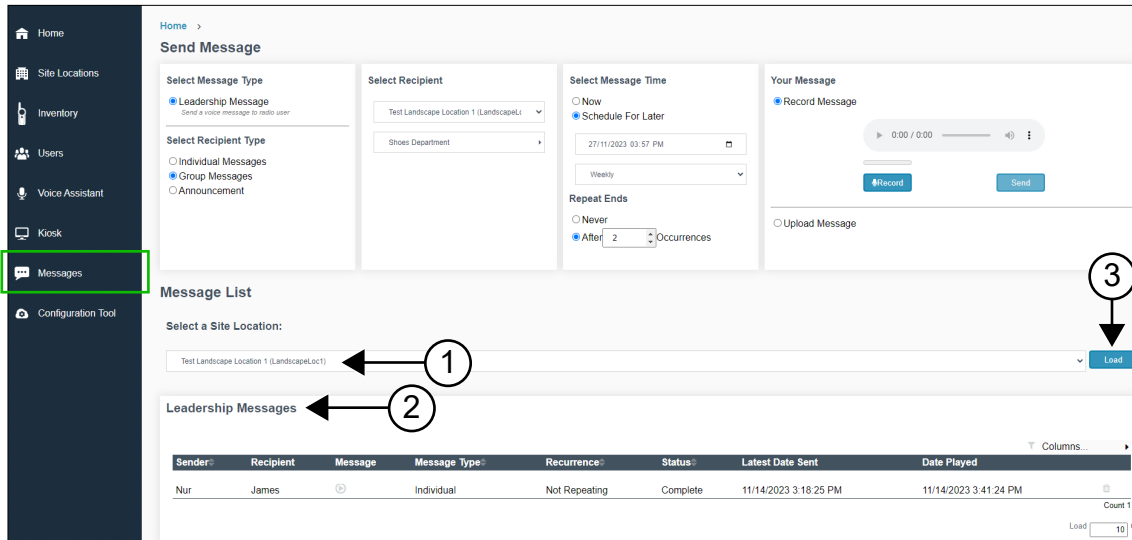 Home
Site Locations
Inventory
Users
Voice Assistant
Kiosk
Messages
Configuration Tool
Home >
Send Message
Select Message Type
Leadership Message
Send a voice message to radio user
Select Recipient Type
Individual Messages
Group Messages
Announcement
Select Recipient
Test Landscape Location 1 (LandscapeLc
Shoes Department
Select Message Time
Now
Schedule For Later
27/11/2023 03:57 PM
Weekly
Repeat Ends
Never
After 2 Occurrences
Your Message
Record Message
0:00 / 0:00
Record Send
Upload Message
Message List
3
Select a Site Location:
Test Landscape Location 1 (LandscapeLoc1) 1 Load
Leadership Messages 2
Columns...
Sender Recipient Message Message Type Recurrence Status Latest Date Sent Date Played
Nur James Individual Not Repeating Complete 11/14/2023 3:18:25 PM 11/14/2023 3:41:24 PM
Count 1
Load 10